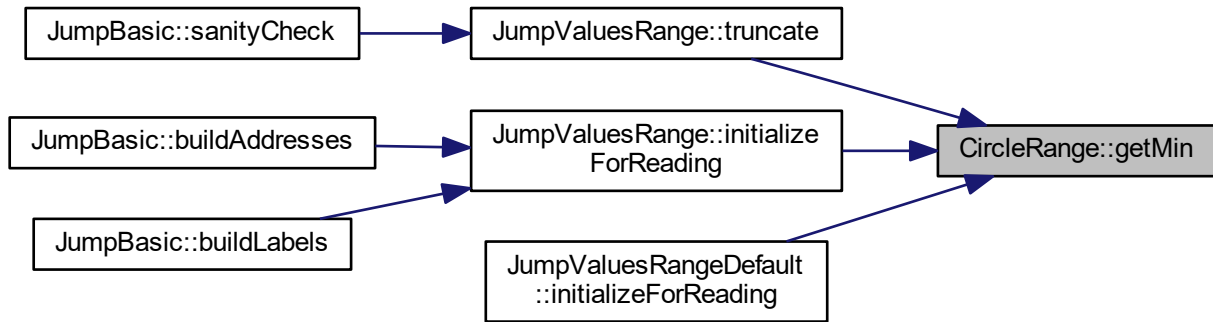 JumpBasic::sanityCheck
JumpValuesRange::truncate
JumpBasic::buildAddresses
JumpValuesRange::initialize
ForReading
CircleRange::getMin
JumpBasic::buildLabels
JumpValuesRangeDefault
::initializeForReading